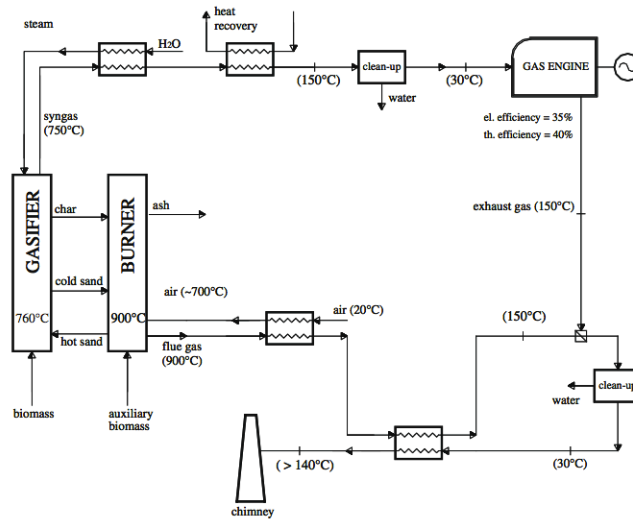 steam
H₂O
heat
recovery
(150°C)
clean-up
water
(30°C)
GAS ENGINE
el. efficiency = 35%
th. efficiency = 40%
syngas
(750°C)
GASIFIER
760°C
char
cold sand
hot sand
BURNER
900°C
ash
air (~700°C)
air (20°C)
flue gas
(900°C)
exhaust gas (150°C)
(150°C)
clean-up
water
biomass
auxiliary
biomass
(> 140°C)
(30°C)
chimney